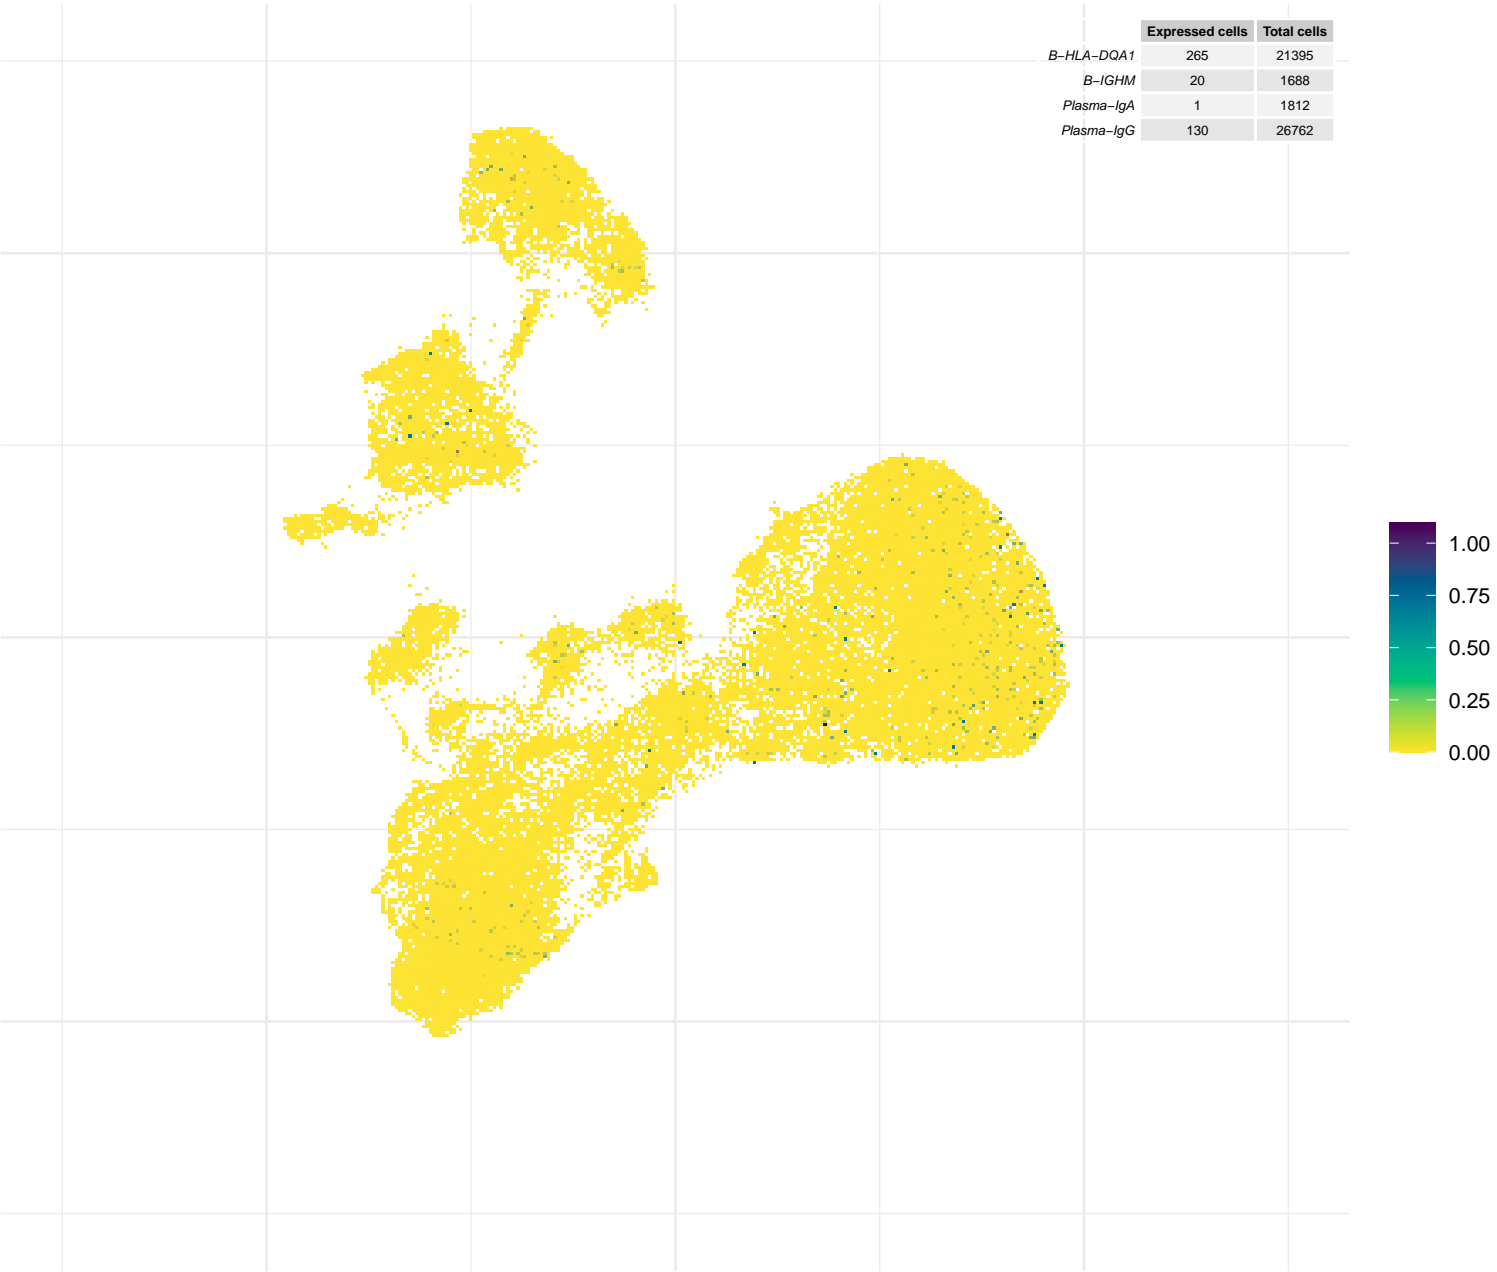 Expressed cells Total cells
B−HLA−DQA1 265 21395
B−IGHM 20 1688
Plasma−IgA 1 1812
Plasma−IgG 130 26762
1.00
0.75
0.50
0.25
0.00